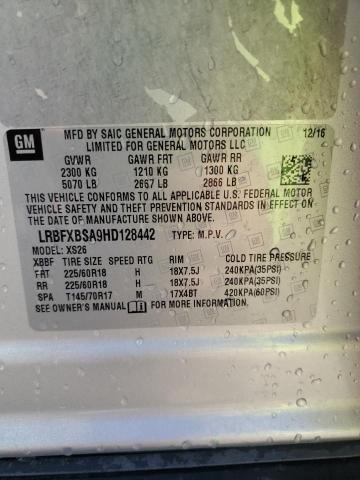 GM
MFD BY SAIC GENERAL MOTORS CORPORATION 12/16
LIMITED FOR GENERAL MOTORS LLC
GVWR GAWR FRT GAWR RR
2300 KG 1210 KG 1300 KG
5070 LB 2667 LB 2866 LB
THIS VEHICLE CONFORMS TO ALL APPLICABLE U.S. FEDERAL MOTOR
VEHICLE SAFETY AND THEFT PREVENTION STANDARDS IN EFFECT ON THE
DATE OF MANUFACTURE SHOWN ABOVE.
LRBFXBSA9HD128442 TYPE: M.P.V.
MODEL: XS26
XBBF TIRE SIZE SPEED RTG RIM COLD TIRE PRESSURE
FRT 225/60R18 H 18X7.5J 240KPA(35PSI)
RR 225/60R18 H 18X7.5J 240KPA(35PSI)
SPA T145/70R17 M 17X4BT 420KPA(60PSI)
SEE OWNER'S MANUAL FOR MORE INFORMATION.